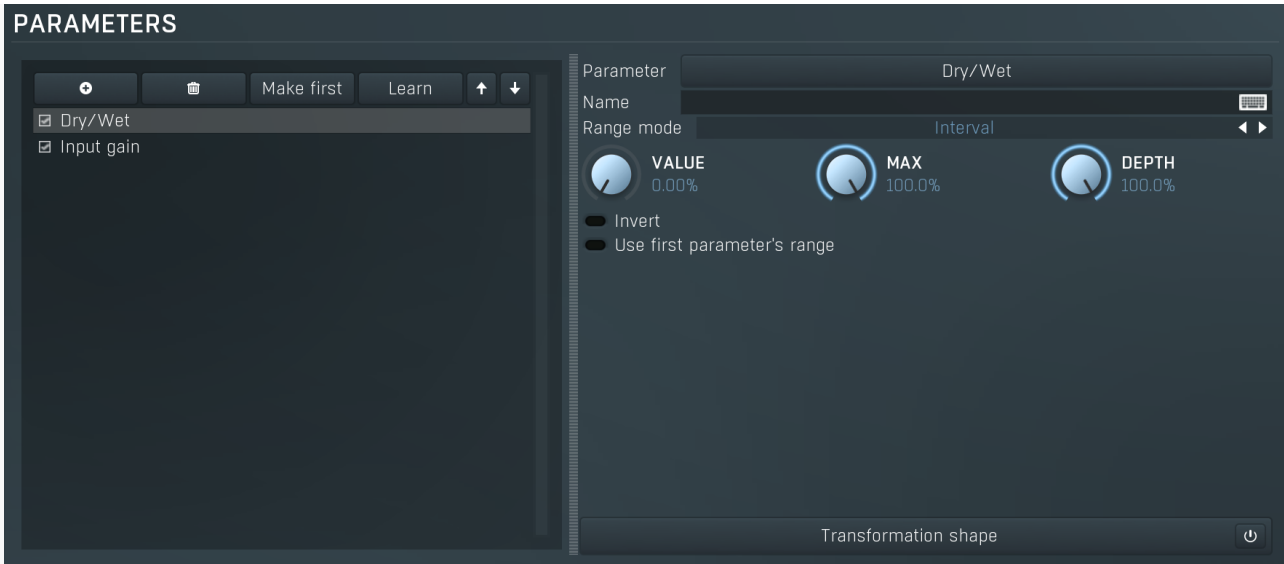 PARAMETERS
Make first Learn
Dry/Wet
Input gain
Parameter Dry/Wet
Name
Range mode Interval
VALUE MAX DEPTH
0.00% 100.0% 100.0%
Invert
Use first parameter's range
Transformation shape